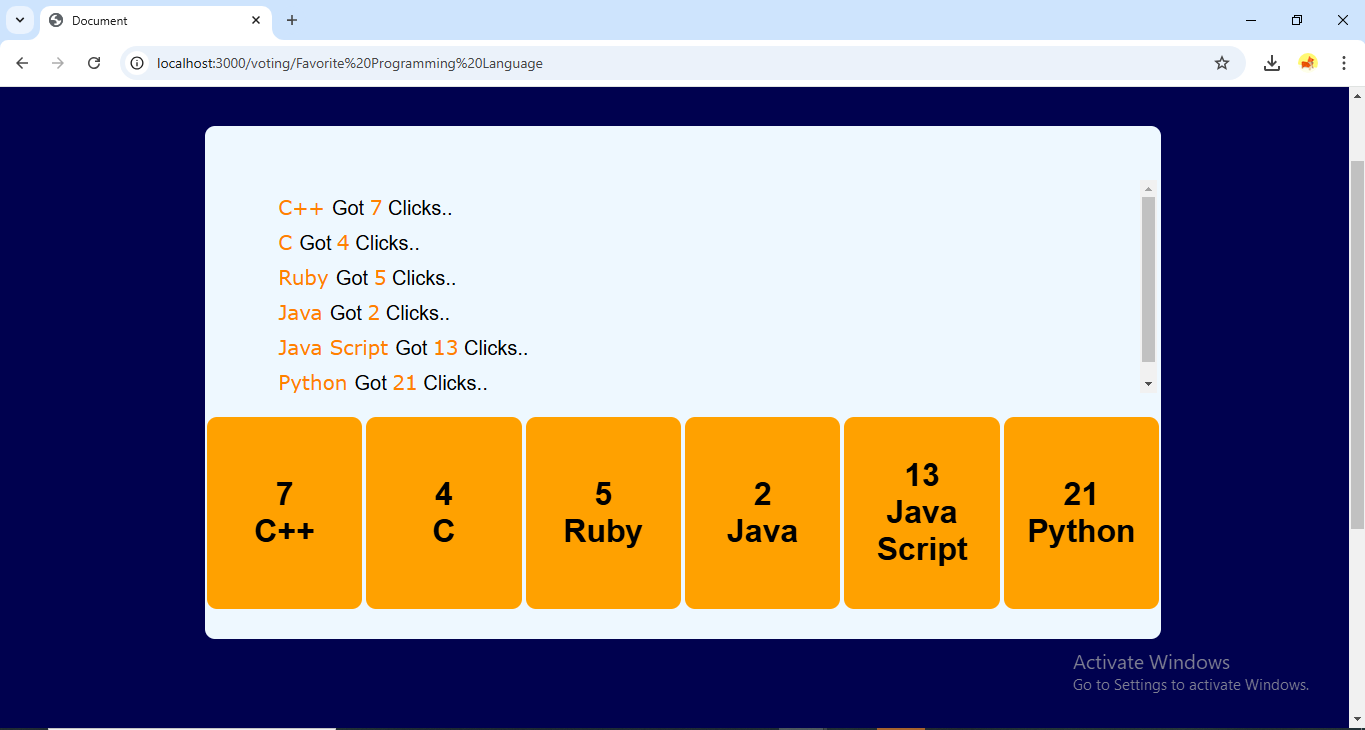 Document
localhost:3000/voting/Favorite%20Programming%20Language
C++ Got 7 Clicks..
C Got 4 Clicks..
Ruby Got 5 Clicks..
Java Got 2 Clicks..
Java Script Got 13 Clicks..
Python Got 21 Clicks..
7
C++
4
C
5
Ruby
2
Java
13
Java
Script
21
Python
Activate Windows
Go to Settings to activate Windows.